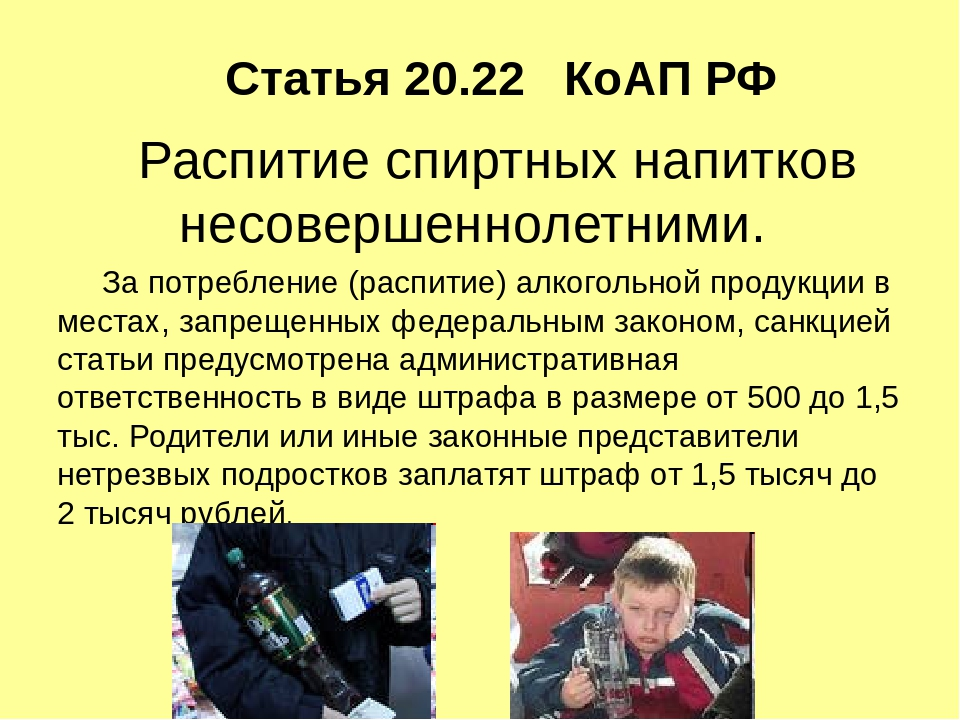 Статья 20.22 КоАП РФ
Распитие спиртных напитков
несовершеннолетними.
За потребление (распитие) алкогольной продукции в
местах, запрещенных федеральным законом, санкцией
статьи предусмотрена административная
ответственность в виде штрафа в размере от 500 до 1,5
тыс. Родители или иные законные представители
нетрезвых подростков заплатят штраф от 1,5 тысяч до
2 тысяч рублей.